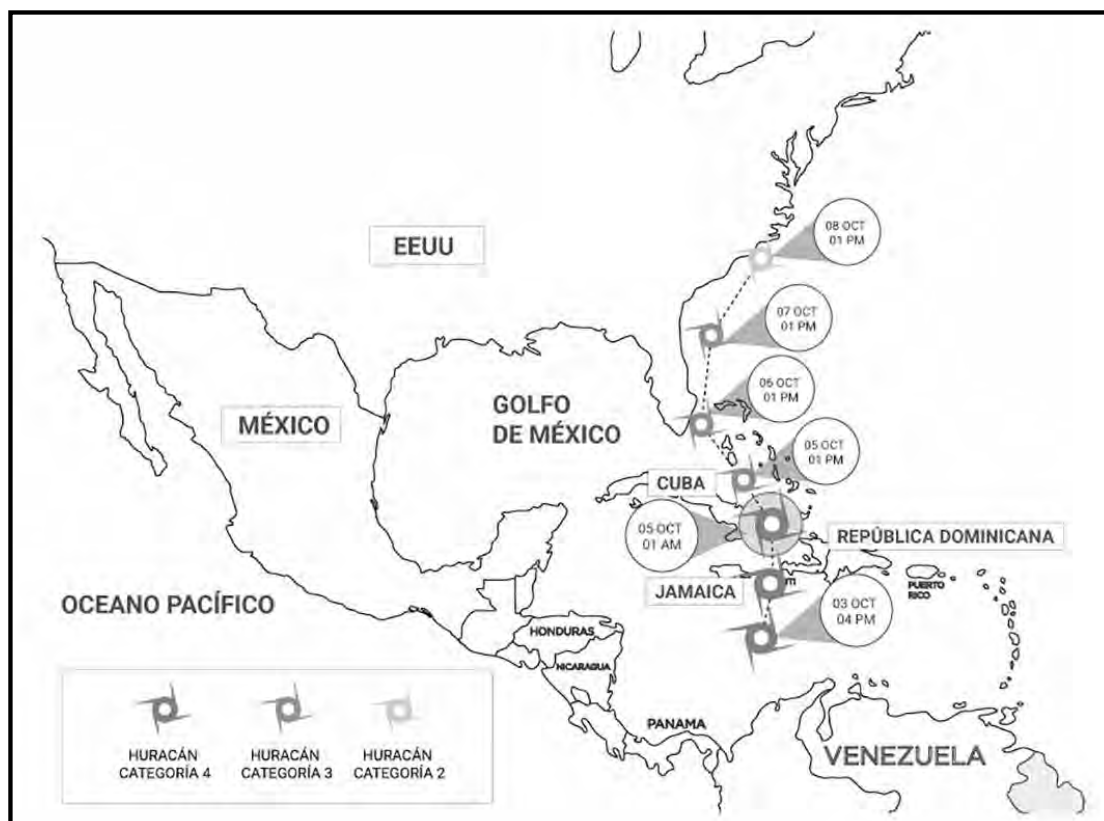 08 OCT
01 PM
EEUU
07 OCT
01 PM
06 OCT
01 PM
GOLFO
DE MÉXICO
MÉXICO
05 OCT
01 PM
CUBA
05 OCT
01 AM
REPÚBLICA DOMINICANA
JAMAICA
PUERTO
RICO
OCEANO PACÍFICO
03 OCT
04 PM
HONDURAS
NICARAGUA
PANAMA
VENEZUELA
HURACÁN
CATEGORÍA 4
HURACÁN
CATEGORÍA 3
HURACÁN
CATEGORÍA 2